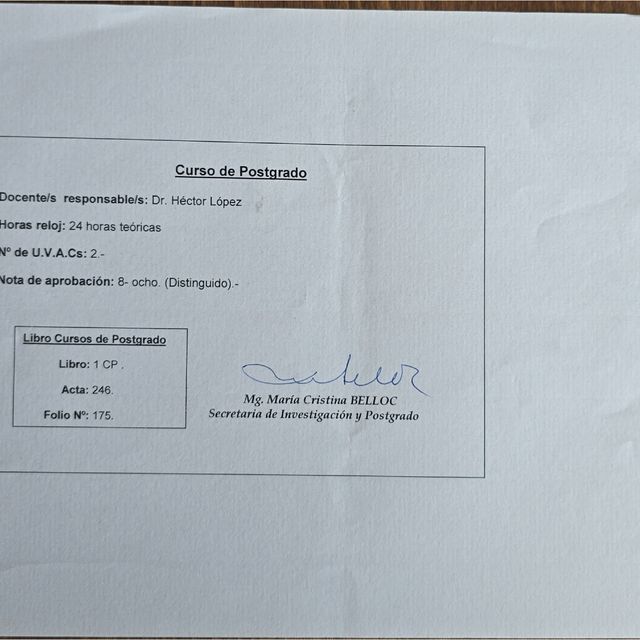 Curso de Postgrado
Docente/s responsable/s: Dr. Héctor López
Horas reloj: 24 horas teóricas
Nº de U.V.A.Cs: 2.-
Nota de aprobación: 8- ocho. (Distinguido).-
Libro Cursos de Postgrado
Libro: 1 CP .
Acta: 246.
Folio Nº: 175.
Mg. María Cristina BELLOC
Secretaria de Investigación y Postgrado